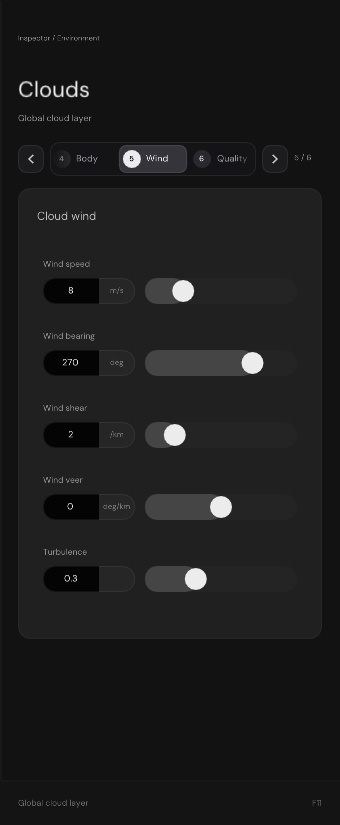 Inspector / Environment
Clouds
Global cloud layer
4 Body 5 Wind 6 Quality 5 / 6
Cloud wind
Wind speed
8 m/s
Wind bearing
270 deg
Wind shear
2 /km
Wind veer
0 deg/km
Turbulence
0.3
Global cloud layer F11